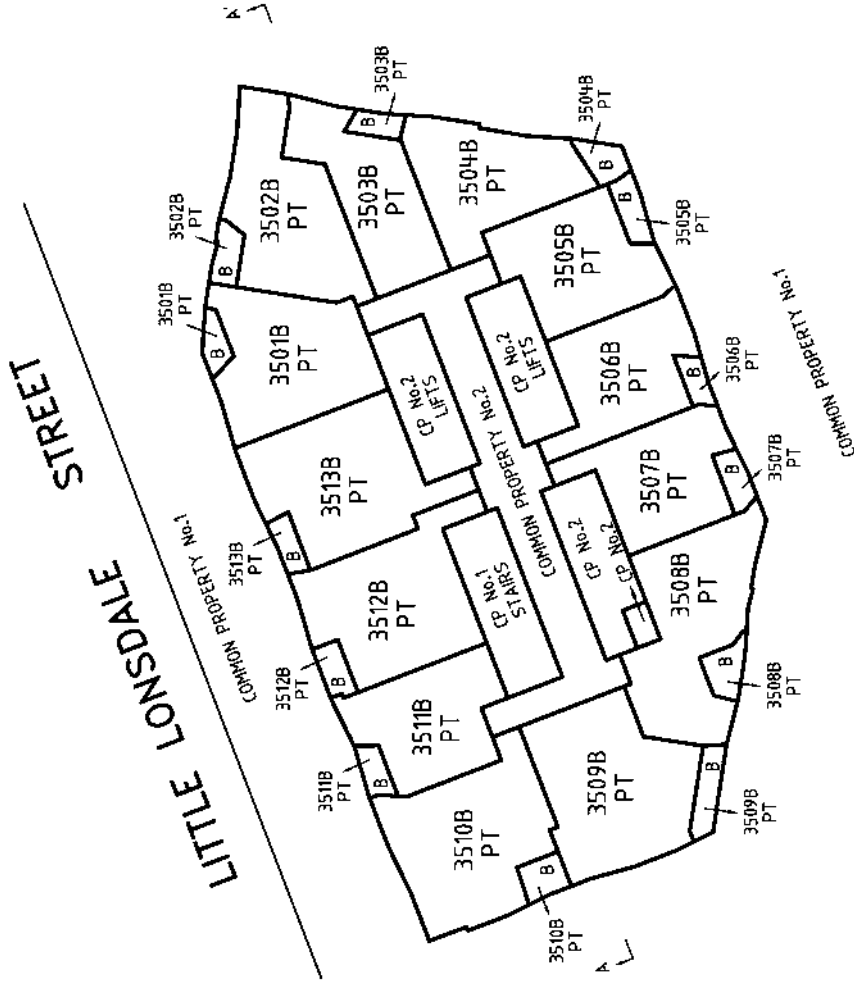 A'
3503B
PT
B
3504B
PT
B
3502B
PT
B
3502B
PT
3503B
PT
3504B
PT
3501B
PT
B
3501B
PT
3505B
PT
B
3505B
PT
CP No.2
LIFTS
CP No.2
LIFTS
3506B
PT
B
3506B
PT
COMMON PROPERTY No.1
STREET
LONSDALE
LITTLE
COMMON PROPERTY No.1
3513B
PT
3513B
PT
B
COMMON PROPERTY No.2
3507B
PT
B
3507B
PT
3512B
PT
3512B
PT
B
CP No.1
STAIRS
CP No.2
CP No.2
3508B
PT
B
3508B
PT
3511B
PT
3511B
PT
B
3510B
PT
3509B
PT
B
3509B
PT
B
3510B
PT
A